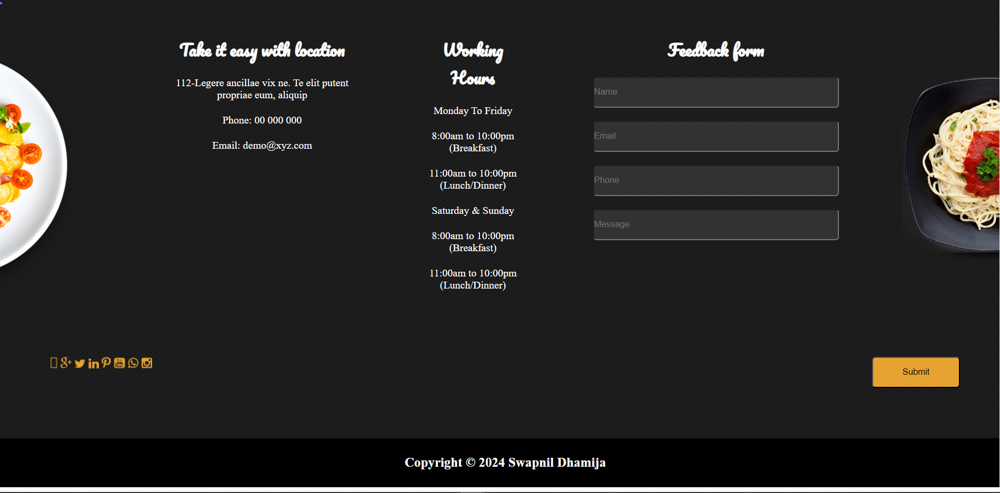 Take it easy with location
112-Legere ancillae vix ne. Te elit putent
propriae eum, aliquip
Phone: 00 000 000
Email: demo@xyz.com
Working
Hours
Monday To Friday
8:00am to 10:00pm
(Breakfast)
11:00am to 10:00pm
(Lunch/Dinner)
Saturday & Sunday
8:00am to 10:00pm
(Breakfast)
11:00am to 10:00pm
(Lunch/Dinner)
Feedback form
Name
Email
Phone
Message
Submit
Copyright © 2024 Swapnil Dhamija